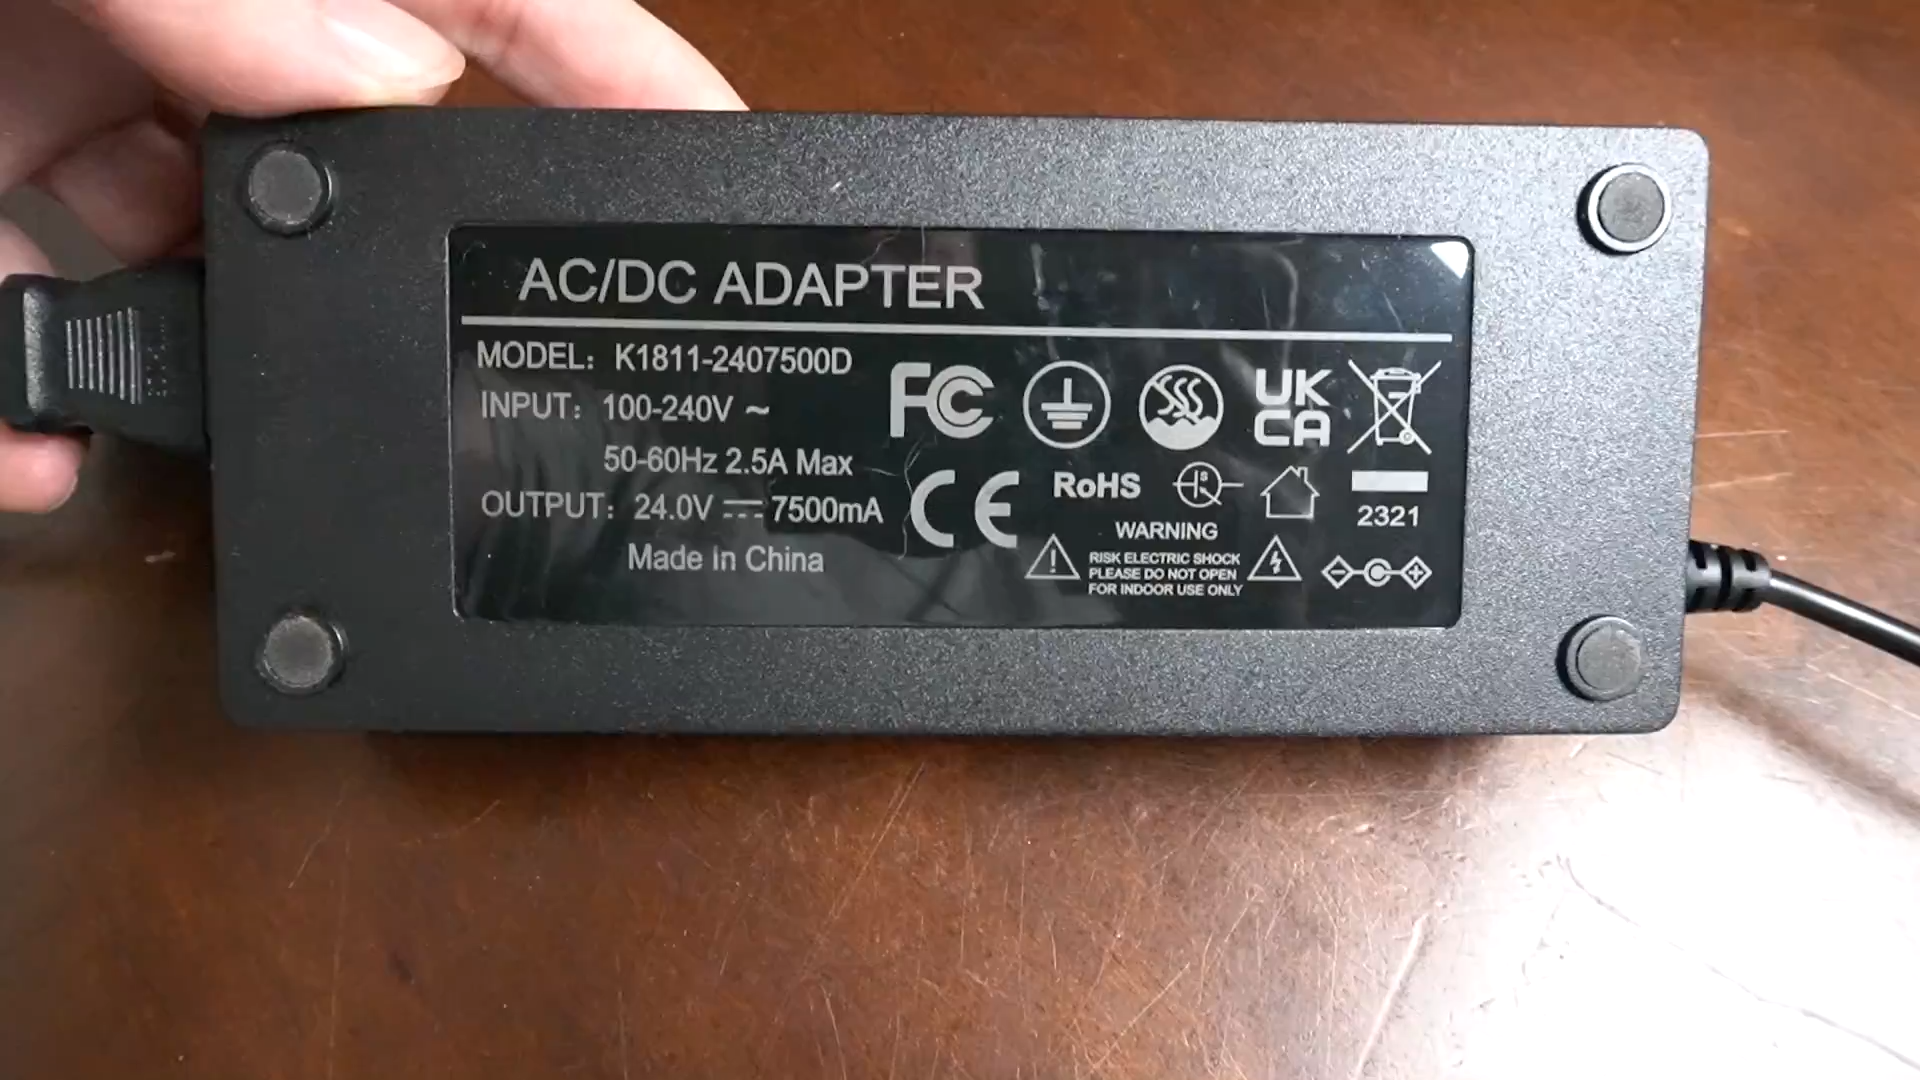 AC/DC ADAPTER
MODEL: K1811-2407500D
INPUT: 100-240V ~
50-60Hz 2.5A Max
OUTPUT: 24.0V ⎓ 7500mA
Made In China
FC
UK
CA
CE
RoHS
S
2321
WARNING
RISK ELECTRIC SHOCK
PLEASE DO NOT OPEN
FOR INDOOR USE ONLY